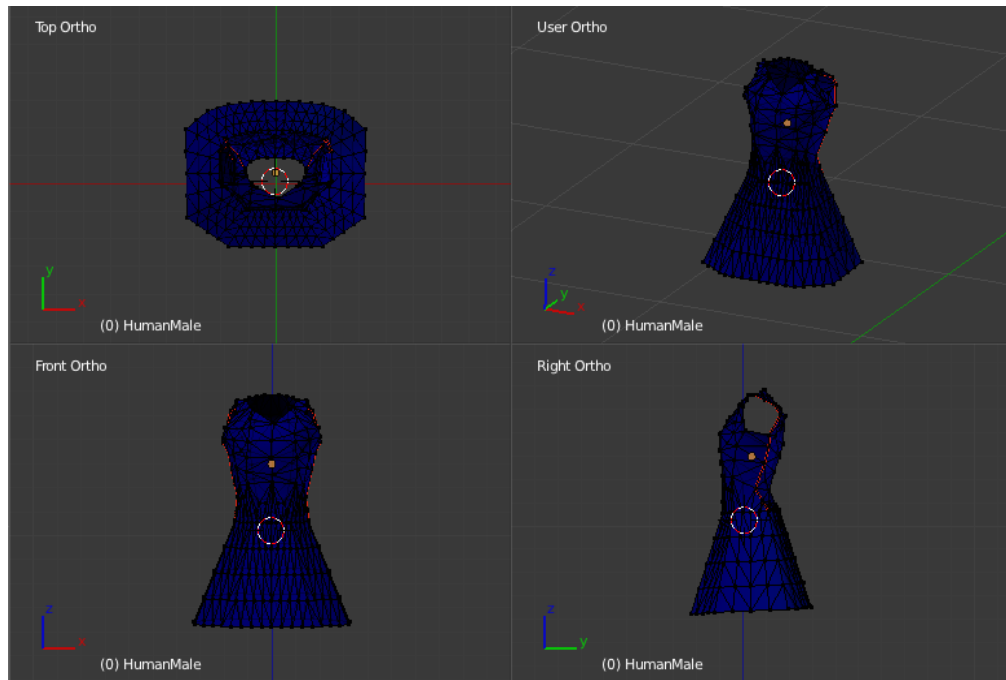 Top Ortho
User Ortho
y
x
(0) HumanMale
z
y
x
(0) HumanMale
Front Ortho
Right Ortho
z
x
(0) HumanMale
z
y
(0) HumanMale